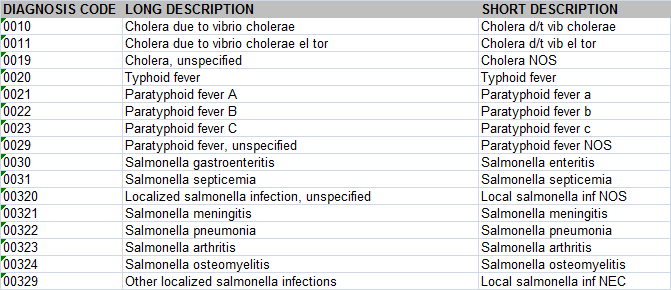 DIAGNOSIS CODE LONG DESCRIPTION SHORT DESCRIPTION
0010 Cholera due to vibrio cholerae Cholera d/t vib cholerae
0011 Cholera due to vibrio cholerae el tor Cholera d/t vib el tor
0019 Cholera, unspecified Cholera NOS
0020 Typhoid fever Typhoid fever
0021 Paratyphoid fever A Paratyphoid fever a
0022 Paratyphoid fever B Paratyphoid fever b
0023 Paratyphoid fever C Paratyphoid fever c
0029 Paratyphoid fever, unspecified Paratyphoid fever NOS
0030 Salmonella gastroenteritis Salmonella enteritis
0031 Salmonella septicemia Salmonella septicemia
00320 Localized salmonella infection, unspecified Local salmonella inf NOS
00321 Salmonella meningitis Salmonella meningitis
00322 Salmonella pneumonia Salmonella pneumonia
00323 Salmonella arthritis Salmonella arthritis
00324 Salmonella osteomyelitis Salmonella osteomyelitis
00329 Other localized salmonella infections Local salmonella inf NEC